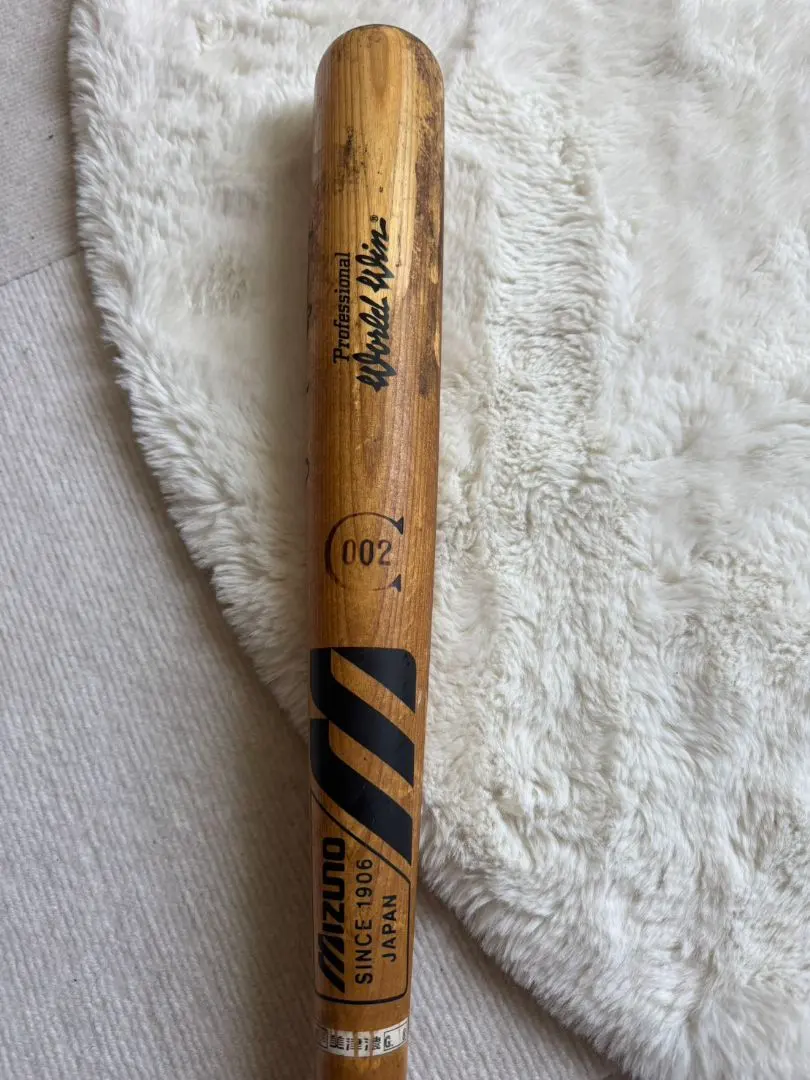 Professional
World Win®
002
MIZUNO
SINCE 1906
JAPAN